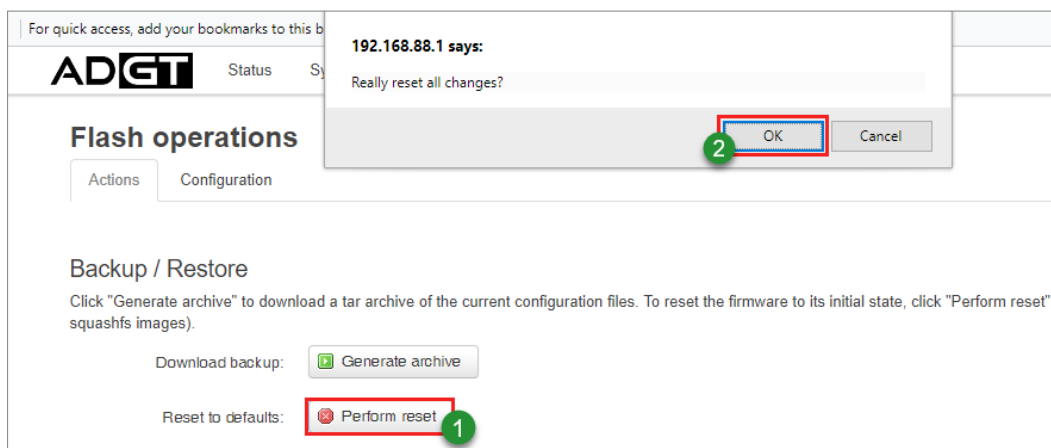 For quick access, add your bookmarks to this b
192.168.88.1 says:
Really reset all changes?
OK
Cancel
2
ADGT
Status
Sy
Flash operations
Actions
Configuration
Backup / Restore
Click "Generate archive" to download a tar archive of the current configuration files. To reset the firmware to its initial state, click "Perform reset"
squashfs images).
Download backup:
Generate archive
Reset to defaults:
Perform reset
1